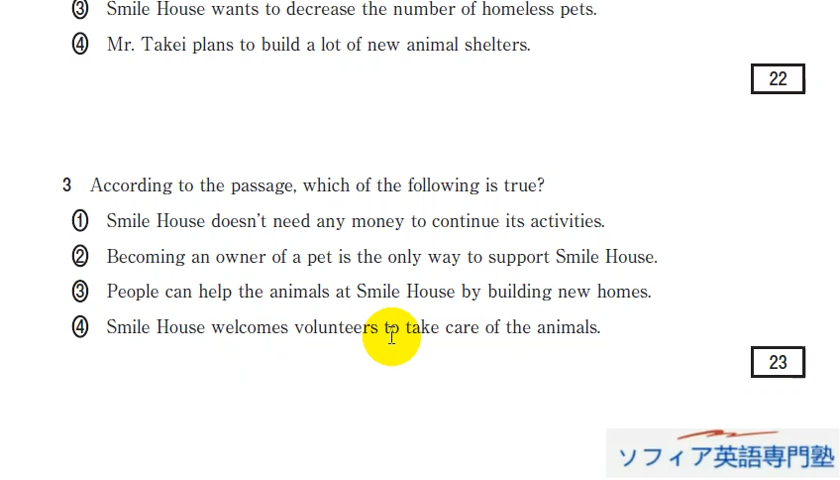 ③ Smile House wants to decrease the number of homeless pets.
④ Mr. Takei plans to build a lot of new animal shelters.
22
3 According to the passage, which of the following is true?
① Smile House doesn't need any money to continue its activities.
② Becoming an owner of a pet is the only way to support Smile House.
③ People can help the animals at Smile House by building new homes.
④ Smile House welcomes volunteers to take care of the animals.
23
ソフィア英語専門塾